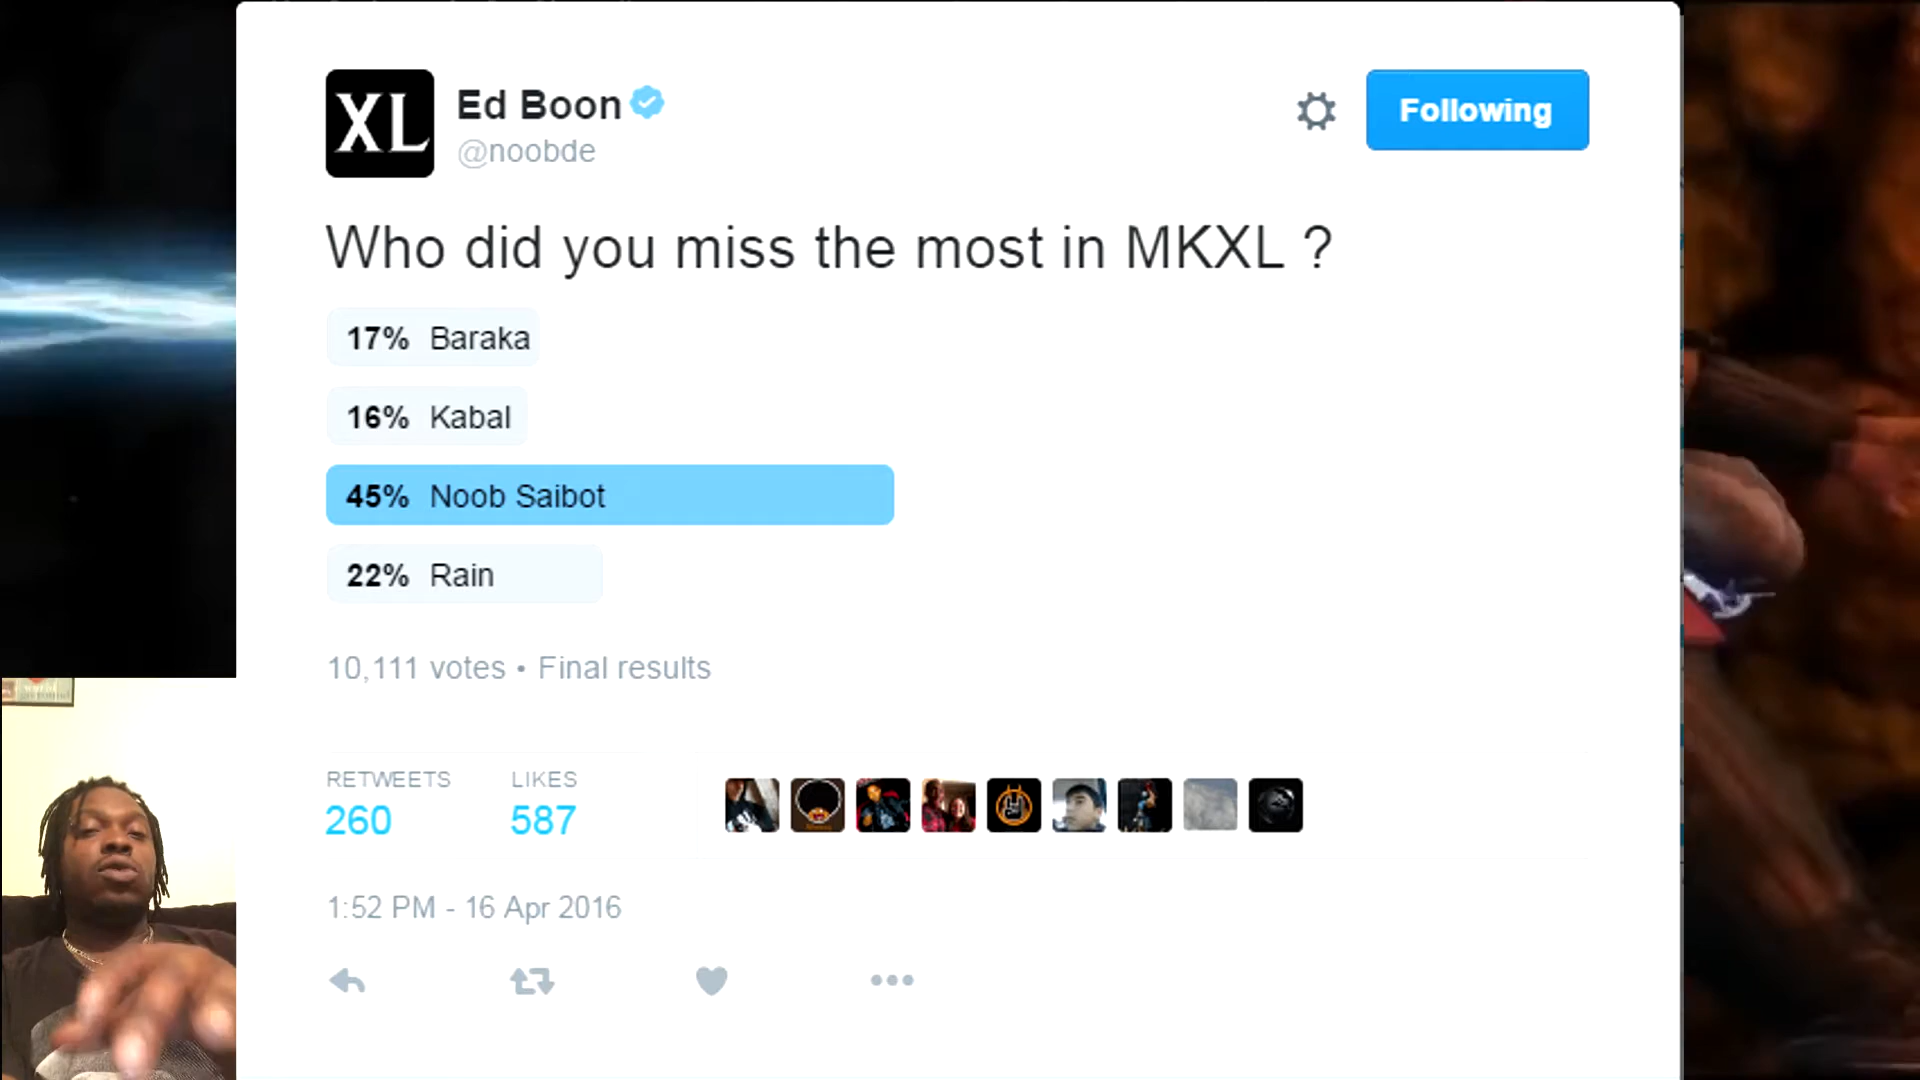 XL
Ed Boon
@noobde
Following
Who did you miss the most in MKXL ?
17% Baraka
16% Kabal
45% Noob Saibot
22% Rain
10,111 votes • Final results
RETWEETS LIKES
260 587
1:52 PM - 16 Apr 2016